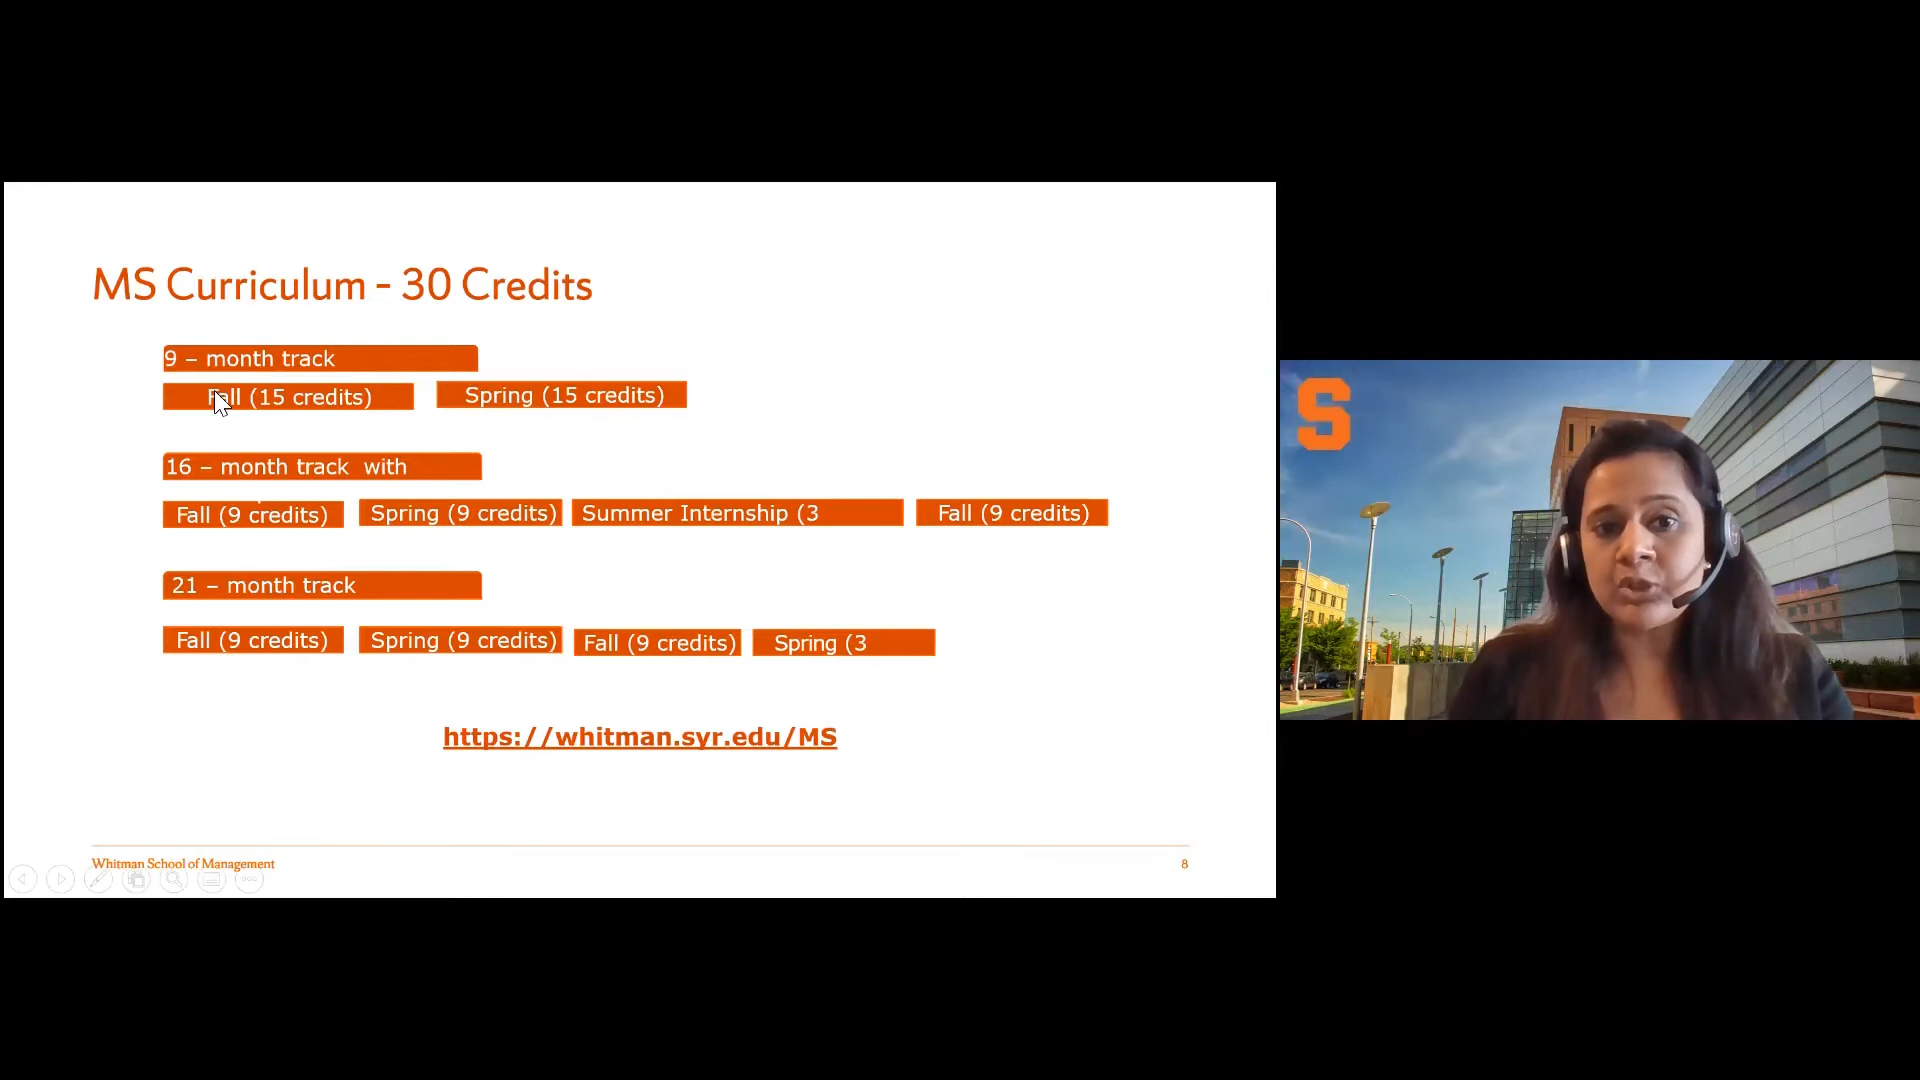 MS Curriculum – 30 Credits
9 – month track
Fall (15 credits)
Spring (15 credits)
16 – month track with
Fall (9 credits)
Spring (9 credits)
Summer Internship (3
Fall (9 credits)
21 – month track
Fall (9 credits)
Spring (9 credits)
Fall (9 credits)
Spring (3
https://whitman.syr.edu/MS
Whitman School of Management
8
S